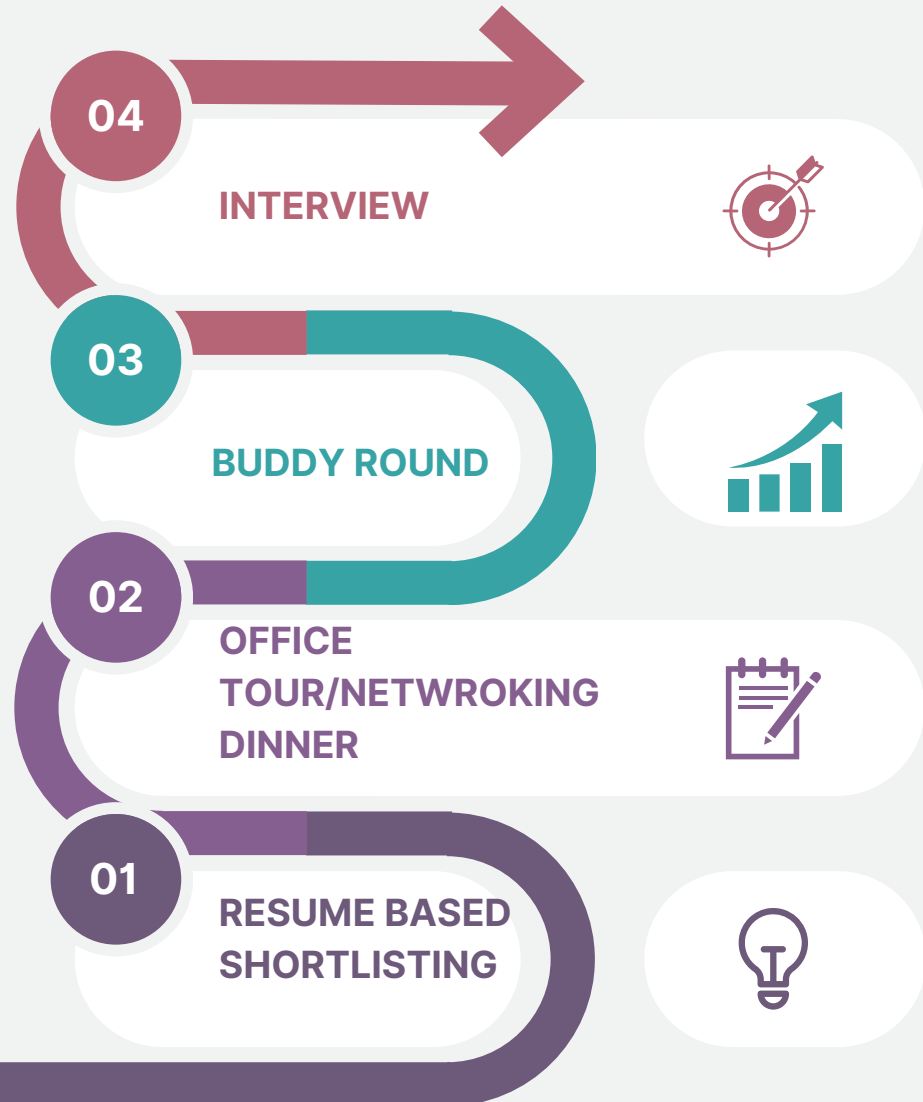 04
INTERVIEW
03
BUDDY ROUND
02
OFFICE
TOUR/NETWROKING
DINNER
01
RESUME BASED
SHORTLISTING